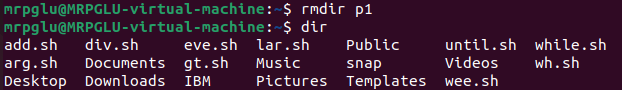 mrpglu@MRPGLU-virtual-machine:~$ rmdir p1
mrpglu@MRPGLU-virtual-machine:~$ dir
add.sh   div.sh     eve.sh  lar.sh    Public     until.sh  while.sh
arg.sh   Documents  gt.sh   Music     snap       Videos    wh.sh
Desktop  Downloads  IBM     Pictures  Templates  wee.sh